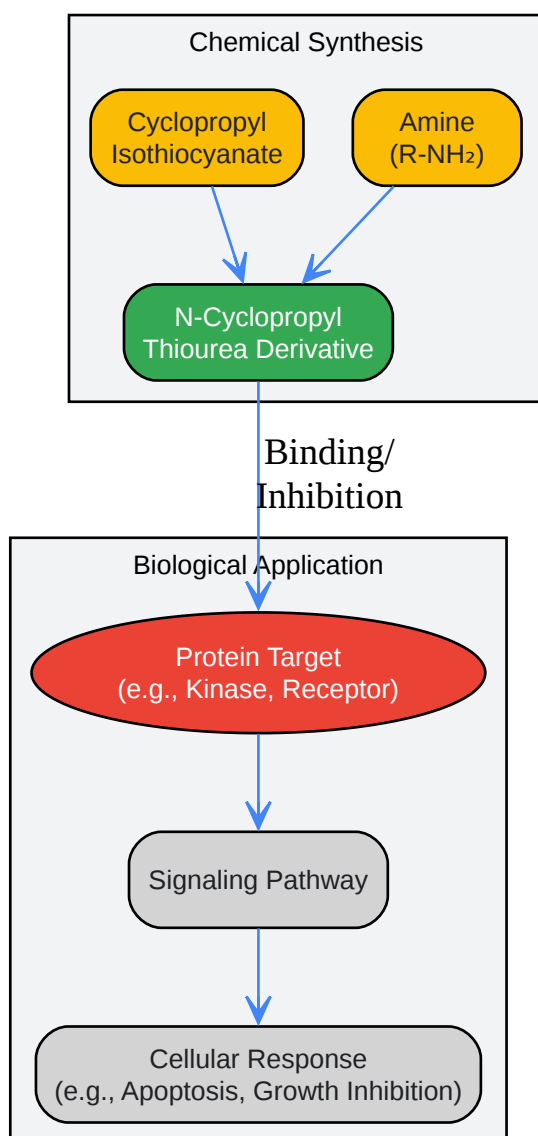 Chemical Synthesis
Cyclopropyl
Isothiocyanate
Amine
(R-NH₂)
N-Cyclopropyl
Thiourea Derivative
Binding/
Inhibition
Biological Application
Protein Target
(e.g., Kinase, Receptor)
Signaling Pathway
Cellular Response
(e.g., Apoptosis, Growth Inhibition)